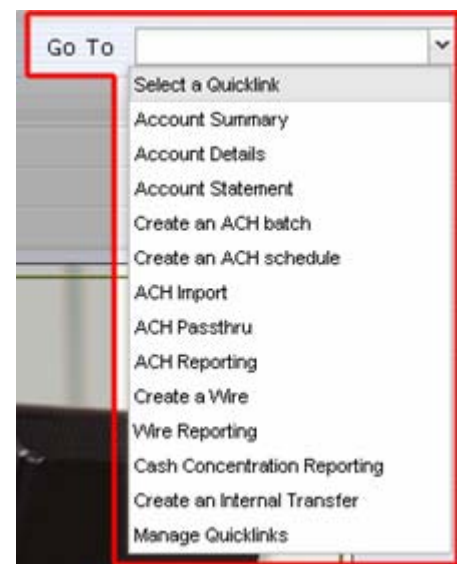 Go To
Select a Quicklink
Account Summary
Account Details
Account Statement
Create an ACH batch
Create an ACH schedule
ACH Import
ACH Passthru
ACH Reporting
Create a Wire
Wire Reporting
Cash Concentration Reporting
Create an Internal Transfer
Manage Quicklinks